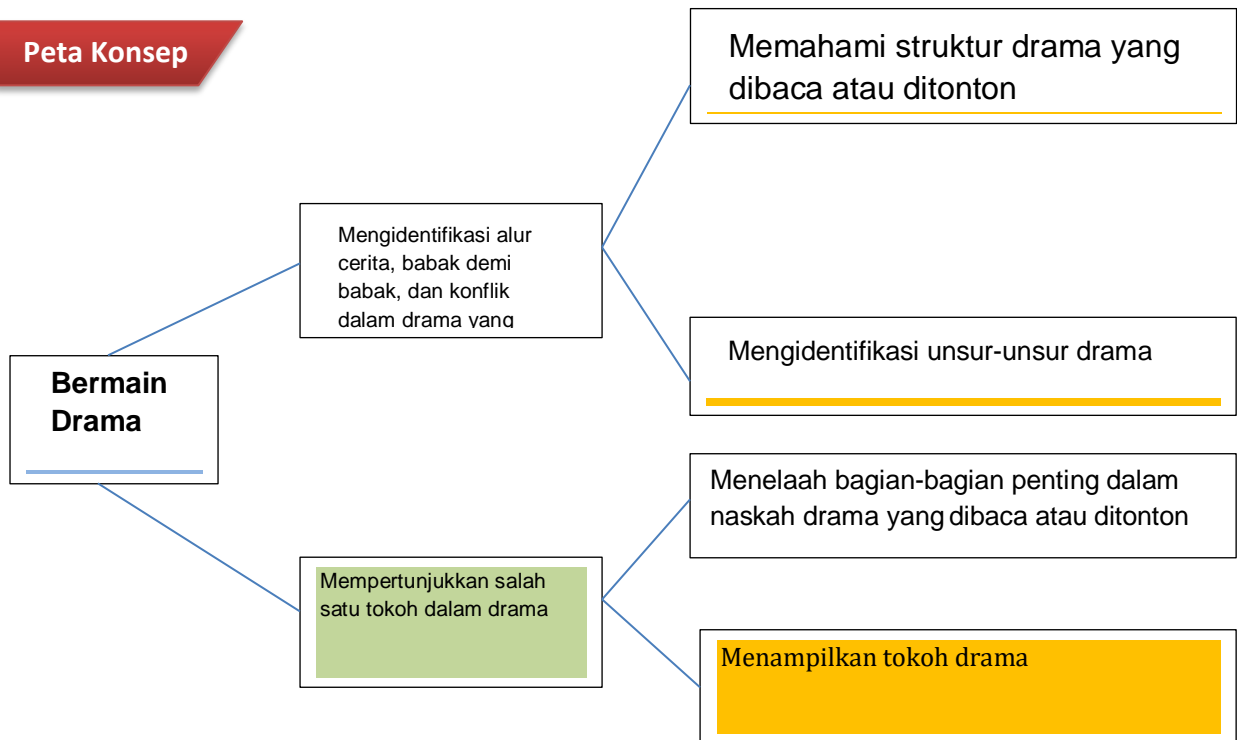 Peta Konsep
Memahami struktur drama yang
dibaca atau ditonton
Mengidentifikasi alur
cerita, babak demi
babak, dan konflik
dalam drama yang
Mengidentifikasi unsur-unsur drama
Bermain
Drama
Menelaah bagian-bagian penting dalam
naskah drama yang dibaca atau ditonton
Mempertunjukkan salah
satu tokoh dalam drama
Menampilkan tokoh drama